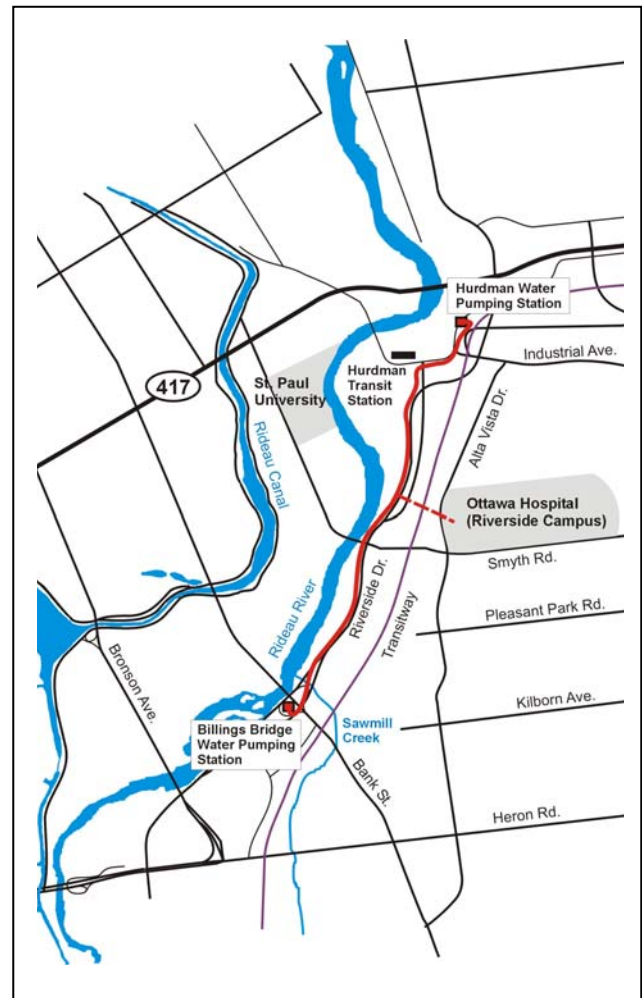 Hurdman Water
Pumping Station
Industrial Ave.
Hurdman
Transit
Station
St. Paul
University
417
Rideau Canal
Alta Vista Dr.
Ottawa Hospital
(Riverside Campus)
Smyth Rd.
Riverside Dr.
Transitway
Pleasant Park Rd.
Rideau River
Bronson Ave.
Kilborn Ave.
Billings Bridge
Water Pumping
Station
Sawmill
Creek
Bank St.
Heron Rd.